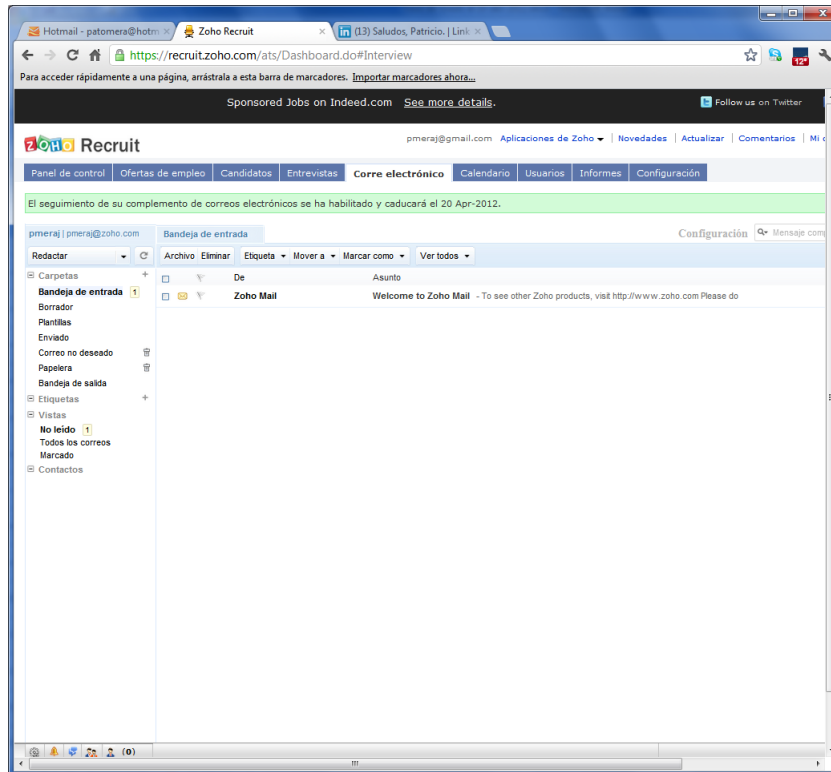 Hotmail - patomera@hotm
Zoho Recruit
(13) Saludos, Patricio. | Link
https://recruit.zoho.com/ats/Dashboard.do#Interview
12°
Para acceder rápidamente a una página, arrástrala a esta barra de marcadores. Importar marcadores ahora...
Sponsored Jobs on Indeed.com See more details.
Follow us on Twitter
ZOHO Recruit
pmeraj@gmail.com Aplicaciones de Zoho | Novedades | Actualizar | Comentarios | Mi c
Panel de control Ofertas de empleo Candidatos Entrevistas Corre electrónico Calendario Usuarios Informes Configuración
El seguimiento de su complemento de correos electrónicos se ha habilitado y caducará el 20 Apr-2012.
pmeraj | pmeraj@zoho.com
Bandeja de entrada
Configuración
Mensaje comp
Redactar
Archivo Eliminar Etiqueta Mover a Marcar como Ver todos
Carpetas +
De Asunto
Bandeja de entrada 1
Zoho Mail Welcome to Zoho Mail - To see other Zoho products, visit http://www.zoho.com Please do
Borrador
Plantillas
Enviado
Correo no deseado
Papelera
Bandeja de salida
Etiquetas +
Vistas
No leído 1
Todos los correos
Marcado
Contactos
(0)